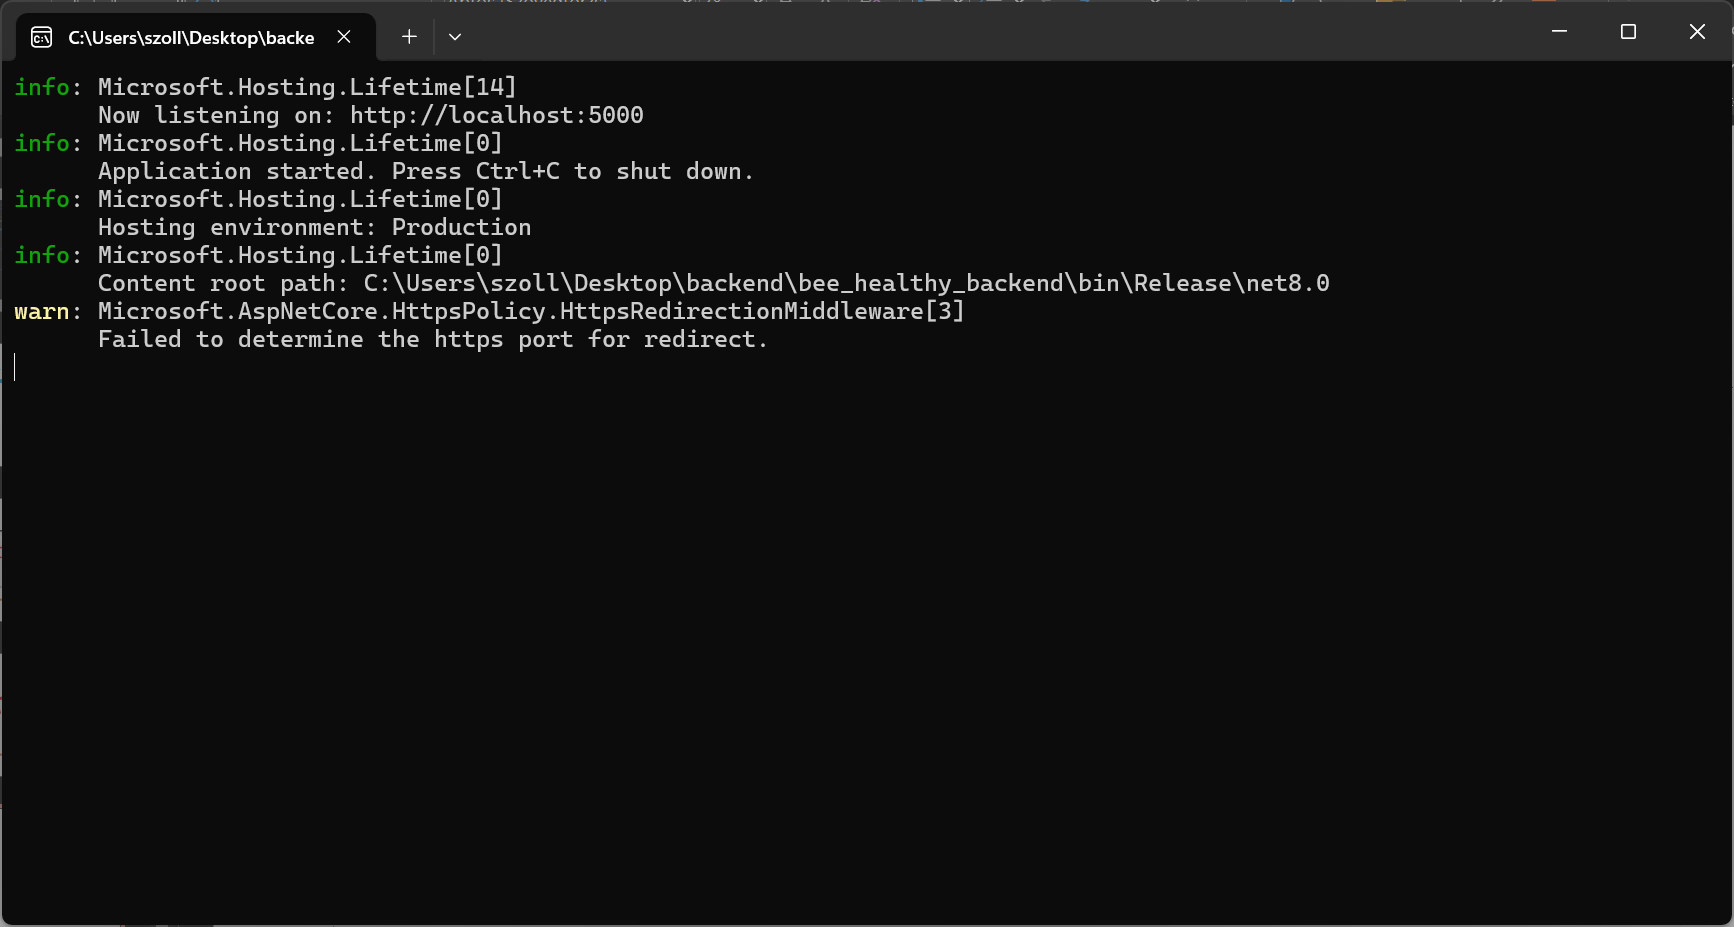 C:\Users\szoll\Desktop\backe
info: Microsoft.Hosting.Lifetime[14]
Now listening on: http://localhost:5000
info: Microsoft.Hosting.Lifetime[0]
Application started. Press Ctrl+C to shut down.
info: Microsoft.Hosting.Lifetime[0]
Hosting environment: Production
info: Microsoft.Hosting.Lifetime[0]
Content root path: C:\Users\szoll\Desktop\backend\bee_healthy_backend\bin\Release\net8.0
warn: Microsoft.AspNetCore.HttpsPolicy.HttpsRedirectionMiddleware[3]
Failed to determine the https port for redirect.